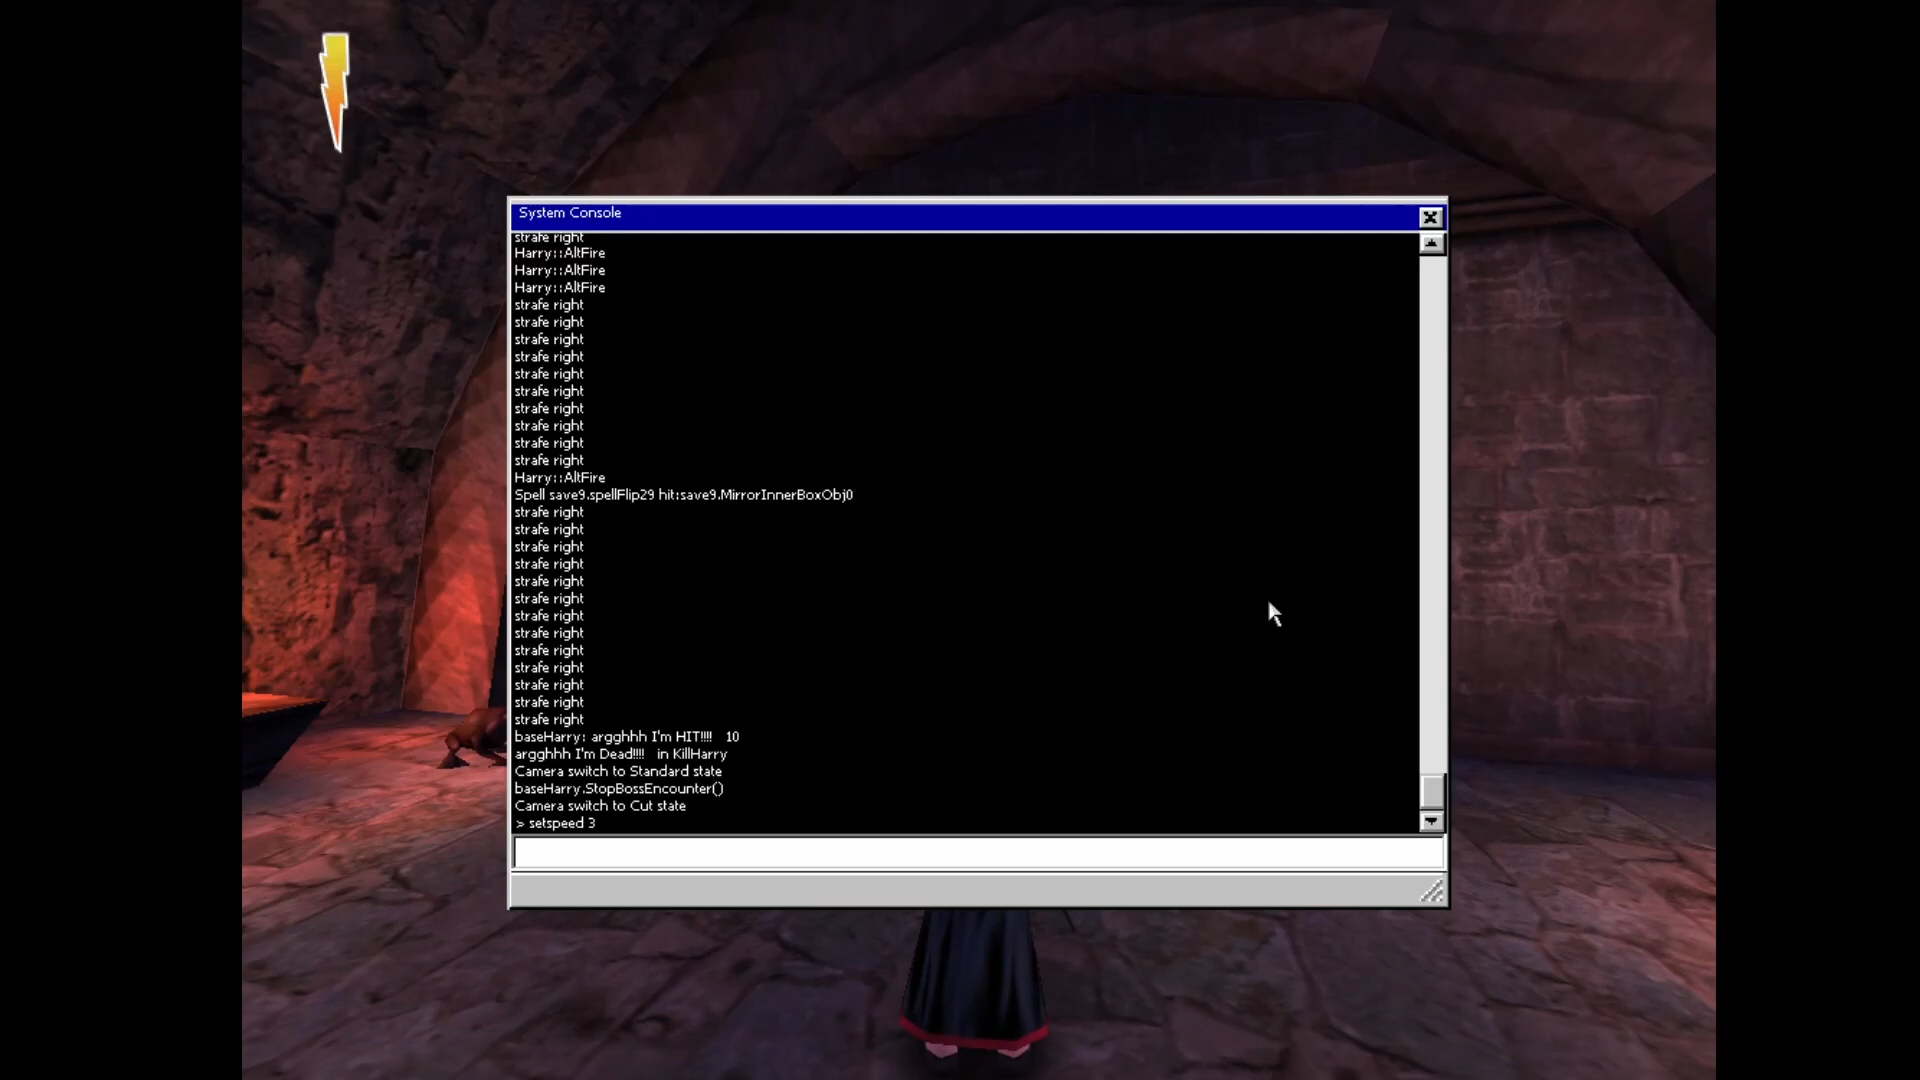 System Console
strafe right
Harry::AltFire
Harry::AltFire
Harry::AltFire
strafe right
strafe right
strafe right
strafe right
strafe right
strafe right
strafe right
strafe right
strafe right
strafe right
Harry::AltFire
Spell save9.spellFlip29 hit:save9.MirrorInnerBoxObj0
strafe right
strafe right
strafe right
strafe right
strafe right
strafe right
strafe right
strafe right
strafe right
strafe right
strafe right
strafe right
strafe right
baseHarry: argghhh I'm HIT!!!! 10
argghhh I'm Dead!!!! in KillHarry
Camera switch to Standard state
baseHarry.StopBossEncounter()
Camera switch to Cut state
> setspeed 3